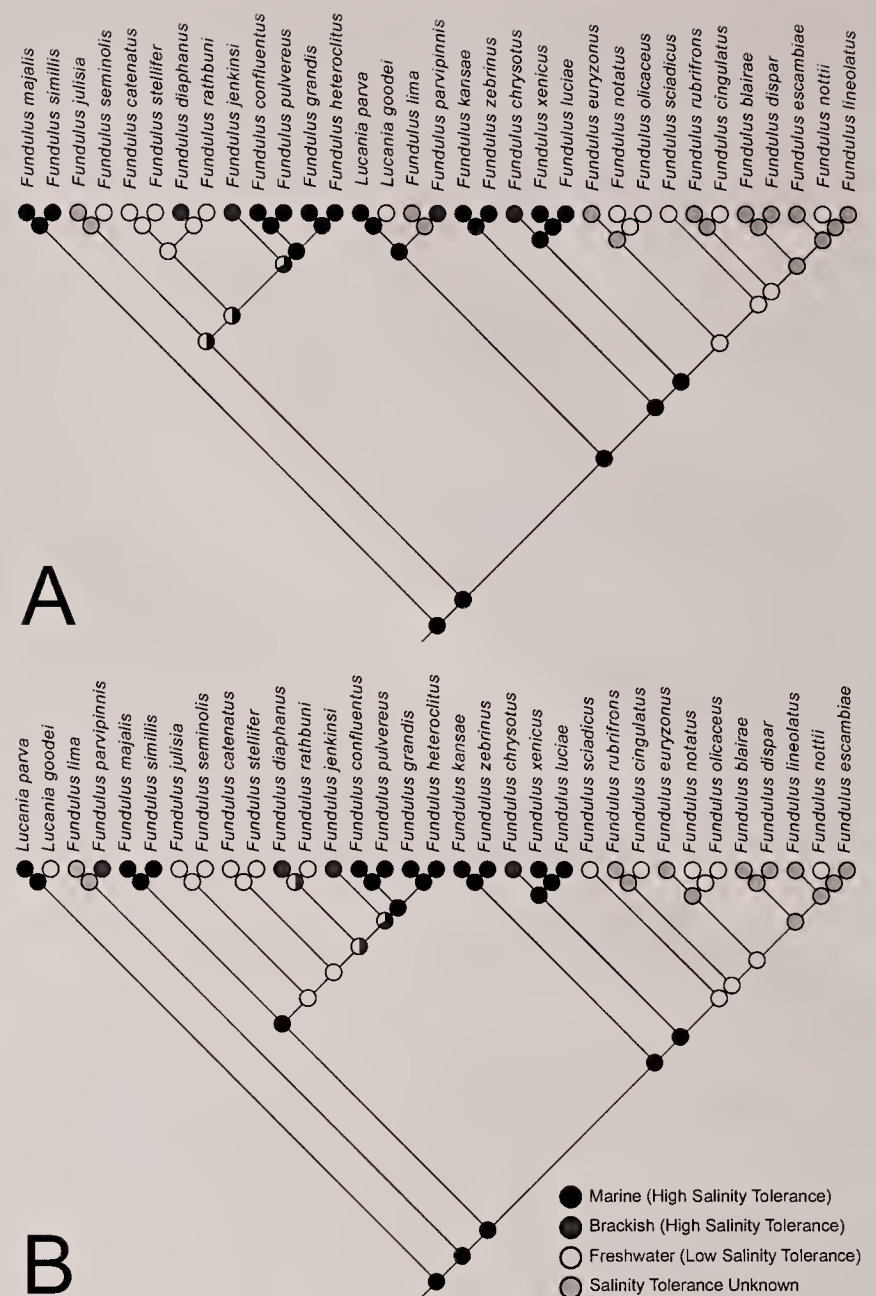 Fundulus majalis
Fundulus similis
Fundulus julisia
Fundulus seminolis
Fundulus catenatus
Fundulus stellifer
Fundulus diaphanus
Fundulus rathbuni
Fundulus jenkinsi
Fundulus confluentus
Fundulus pulvereus
Fundulus grandis
Fundulus heteroclitus
Lucania parva
Lucania goodei
Fundulus lima
Fundulus parvipinnis
Fundulus kansae
Fundulus zebrinus
Fundulus chrysotus
Fundulus xenicus
Fundulus luciae
Fundulus euryzonus
Fundulus notatus
Fundulus olicaceus
Fundulus sciadicus
Fundulus rubrifrons
Fundulus cingulatus
Fundulus blairae
Fundulus dispar
Fundulus escambiae
Fundulus nottii
Fundulus lineolatus
A
Lucania parva
Lucania goodei
Fundulus lima
Fundulus parvipinnis
Fundulus majalis
Fundulus simillis
Fundulus julisia
Fundulus seminolis
Fundulus catenatus
Fundulus stellifer
Fundulus diaphanus
Fundulus rathbuni
Fundulus jenkinsi
Fundulus confluentus
Fundulus pulvereus
Fundulus grandis
Fundulus heteroclitus
Fundulus kansae
Fundulus zebrinus
Fundulus chrysotus
Fundulus xenicus
Fundulus luciae
Fundulus sciadicus
Fundulus rubrifrons
Fundulus cingulatus
Fundulus euryzonus
Fundulus notatus
Fundulus olicaceus
Fundulus blairae
Fundulus dispar
Fundulus lineolatus
Fundulus nottii
Fundulus escambiae
B
Marine (High Salinity Tolerance)
Brackish (High Salinity Tolerance)
Freshwater (Low Salinity Tolerance)
Salinity Tolerance Unknown